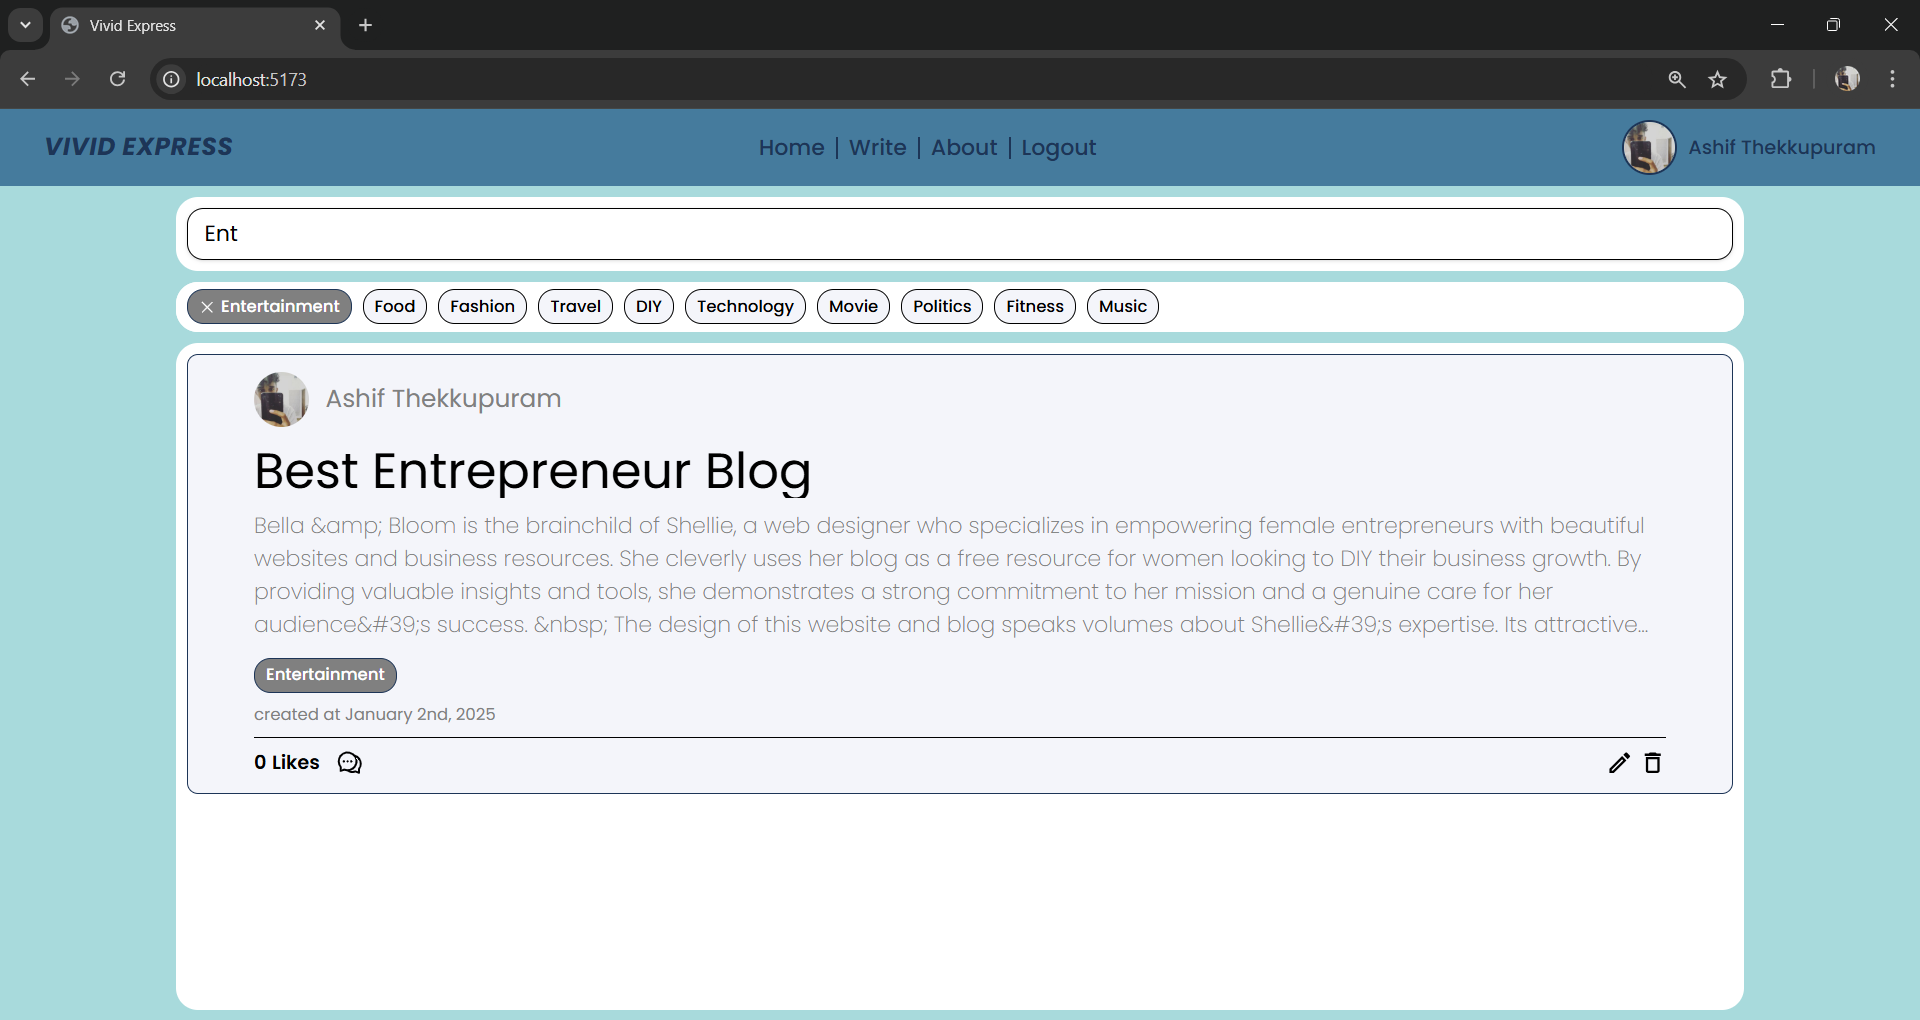 Vivid Express
localhost:5173
VIVID EXPRESS
Home | Write | About | Logout
Ashif Thekkupuram
Ent
Entertainment Food Fashion Travel DIY Technology Movie Politics Fitness Music
Ashif Thekkupuram
Best Entrepreneur Blog
Bella &amp; Bloom is the brainchild of Shellie, a web designer who specializes in empowering female entrepreneurs with beautiful
websites and business resources. She cleverly uses her blog as a free resource for women looking to DIY their business growth. By
providing valuable insights and tools, she demonstrates a strong commitment to her mission and a genuine care for her
audience&#39;s success. &nbsp; The design of this website and blog speaks volumes about Shellie&#39;s expertise. Its attractive...
Entertainment
created at January 2nd, 2025
0 Likes